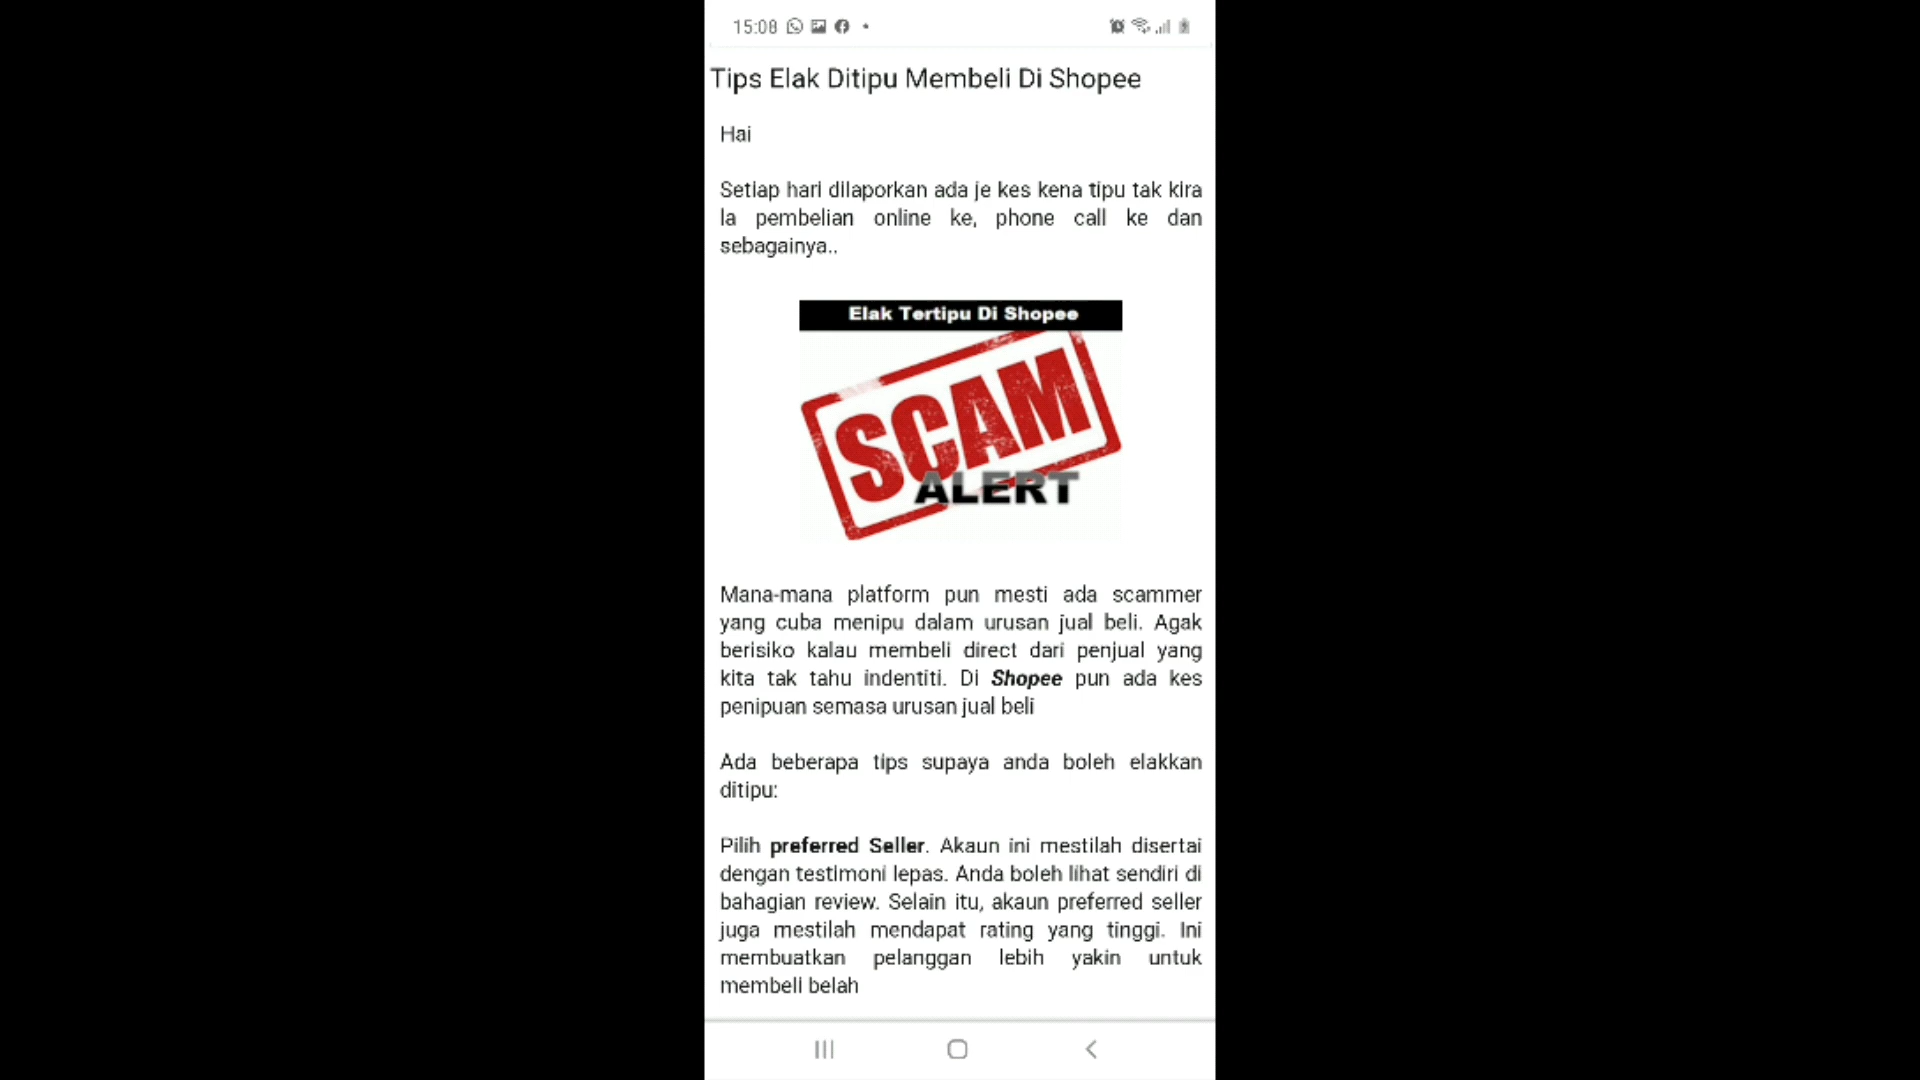 15:08
Tips Elak Ditipu Membeli Di Shopee
Hai
Setiap hari dilaporkan ada je kes kena tipu tak kira
la pembelian online ke, phone call ke dan
sebagainya..
Elak Tertipu Di Shopee
SCAM
ALERT
Mana-mana platform pun mesti ada scammer
yang cuba menipu dalam urusan jual beli. Agak
berisiko kalau membeli direct dari penjual yang
kita tak tahu indentiti. Di Shopee pun ada kes
penipuan semasa urusan jual beli
Ada beberapa tips supaya anda boleh elakkan
ditipu:
Pilih preferred Seller. Akaun ini mestilah disertai
dengan testimoni lepas. Anda boleh lihat sendiri di
bahagian review. Selain itu, akaun preferred seller
juga mestilah mendapat rating yang tinggi. Ini
membuatkan pelanggan lebih yakin untuk
membeli belah